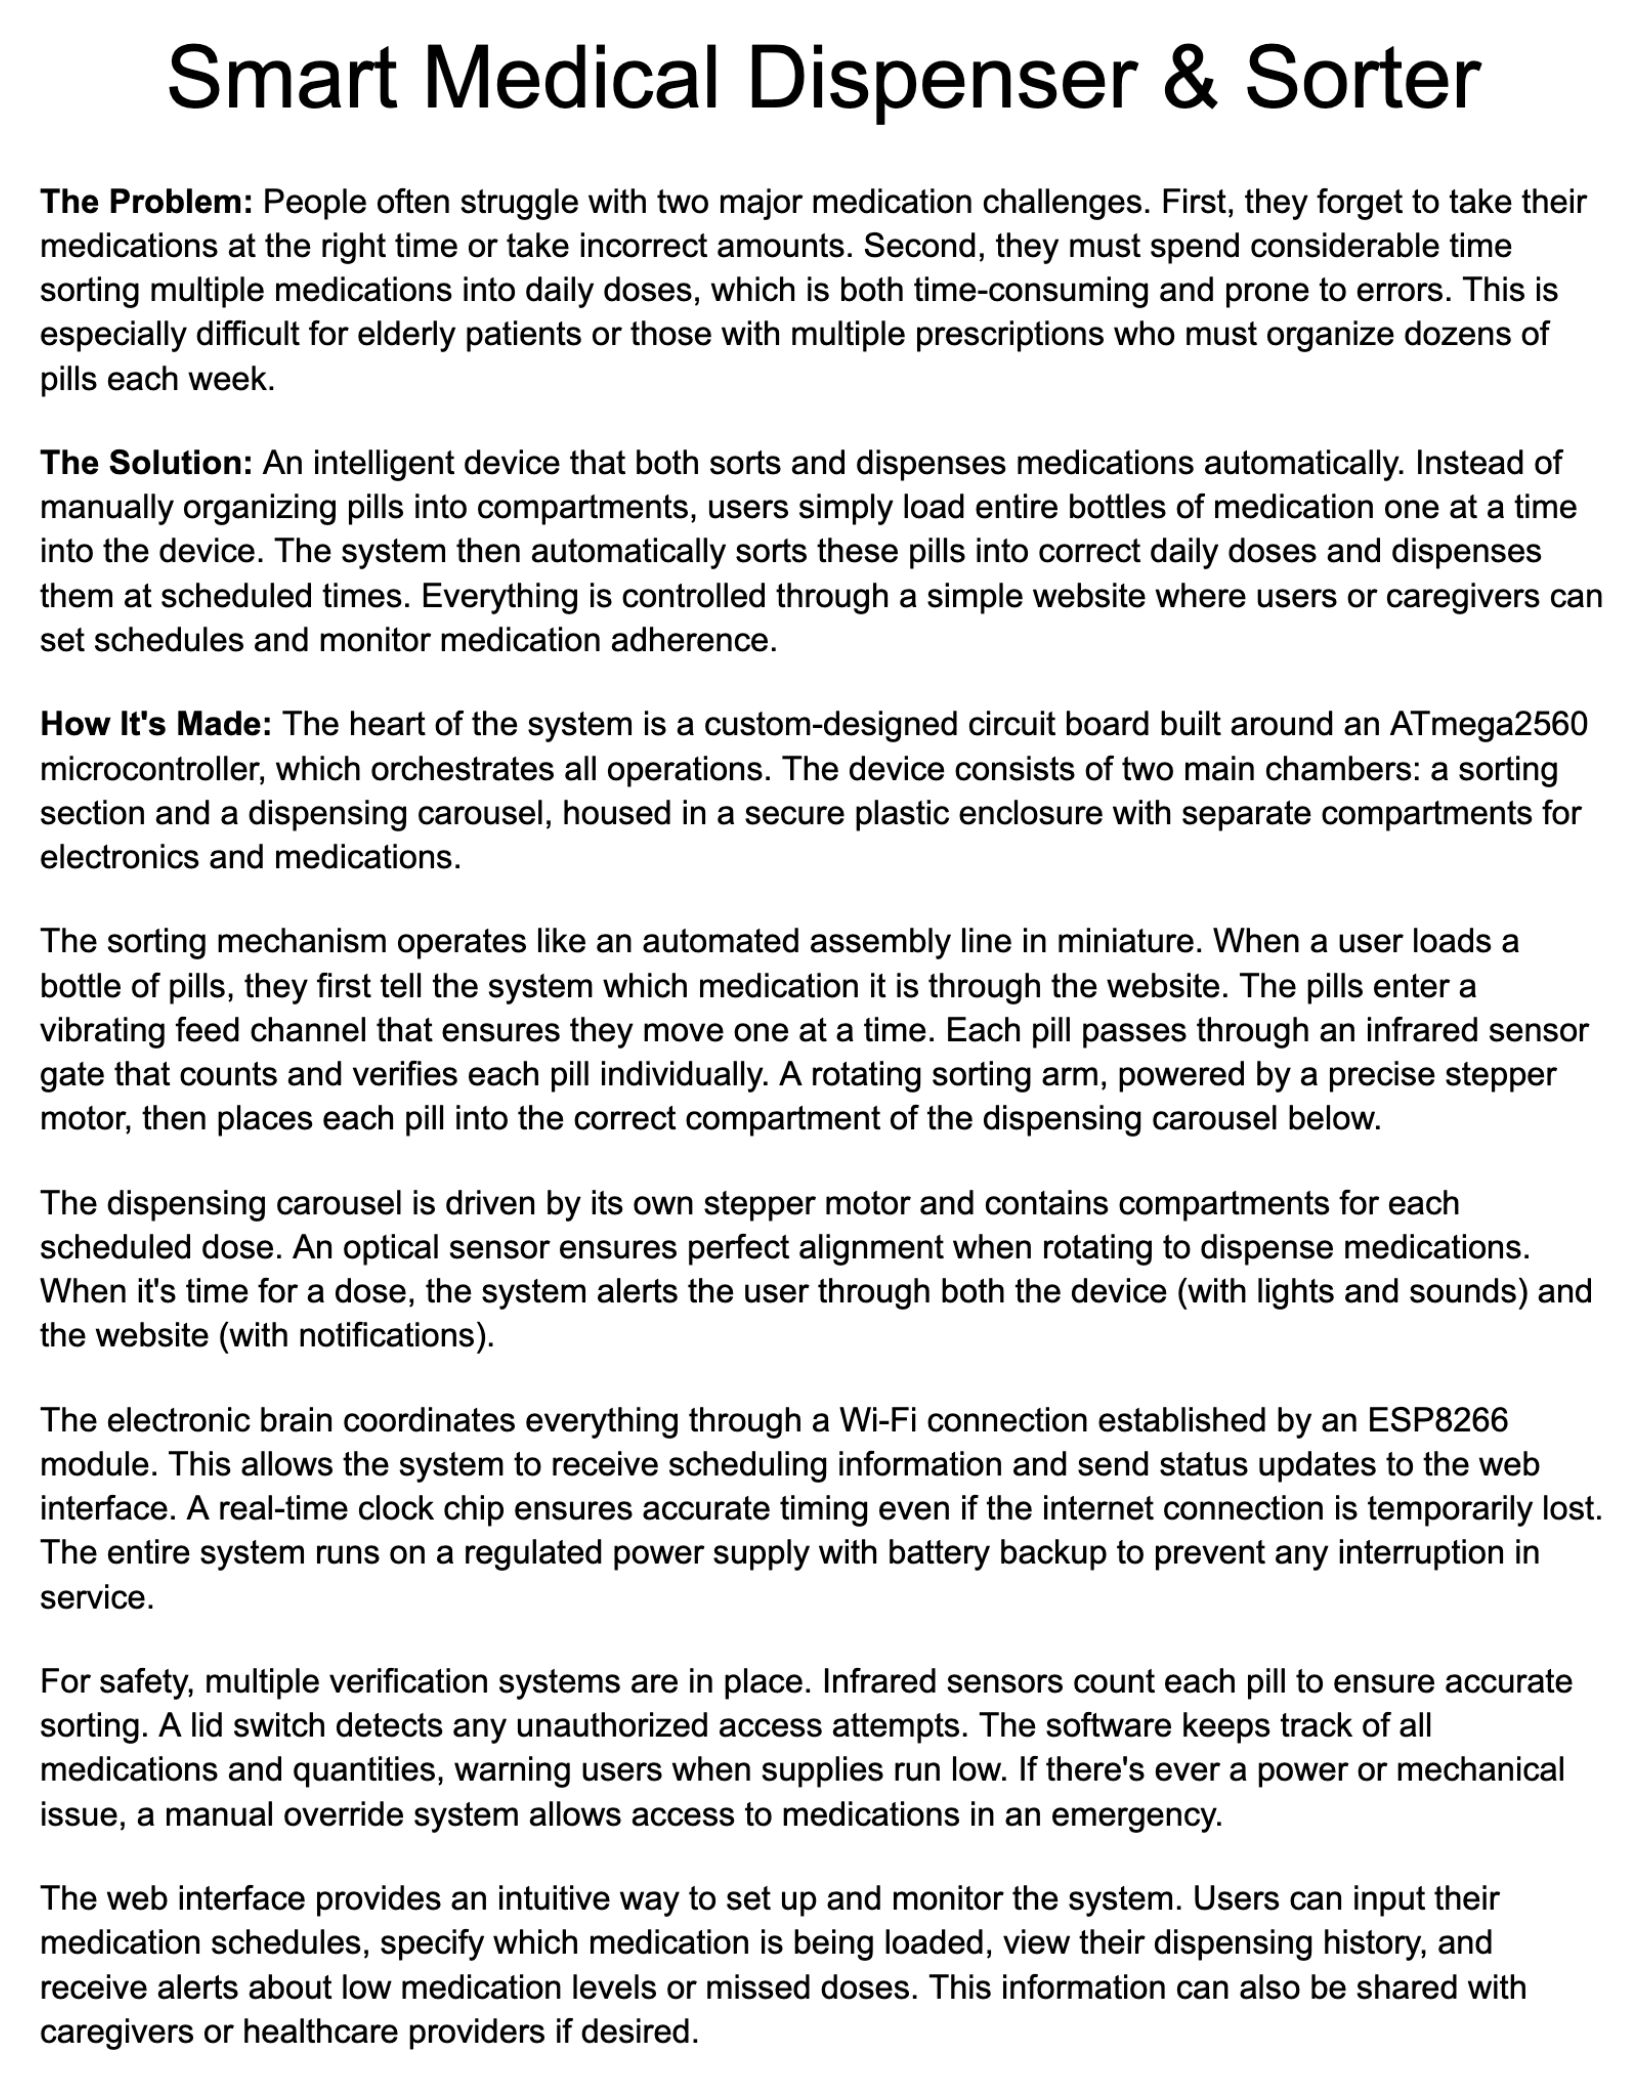 Smart Medical Dispenser & Sorter
The Problem: People often struggle with two major medication challenges. First, they forget to take their
medications at the right time or take incorrect amounts. Second, they must spend considerable time
sorting multiple medications into daily doses, which is both time-consuming and prone to errors. This is
especially difficult for elderly patients or those with multiple prescriptions who must organize dozens of
pills each week.
The Solution: An intelligent device that both sorts and dispenses medications automatically. Instead of
manually organizing pills into compartments, users simply load entire bottles of medication one at a time
into the device. The system then automatically sorts these pills into correct daily doses and dispenses
them at scheduled times. Everything is controlled through a simple website where users or caregivers can
set schedules and monitor medication adherence.
How It's Made: The heart of the system is a custom-designed circuit board built around an ATmega2560
microcontroller, which orchestrates all operations. The device consists of two main chambers: a sorting
section and a dispensing carousel, housed in a secure plastic enclosure with separate compartments for
electronics and medications.
The sorting mechanism operates like an automated assembly line in miniature. When a user loads a
bottle of pills, they first tell the system which medication it is through the website. The pills enter a
vibrating feed channel that ensures they move one at a time. Each pill passes through an infrared sensor
gate that counts and verifies each pill individually. A rotating sorting arm, powered by a precise stepper
motor, then places each pill into the correct compartment of the dispensing carousel below.
The dispensing carousel is driven by its own stepper motor and contains compartments for each
scheduled dose. An optical sensor ensures perfect alignment when rotating to dispense medications.
When it's time for a dose, the system alerts the user through both the device (with lights and sounds) and
the website (with notifications).
The electronic brain coordinates everything through a Wi-Fi connection established by an ESP8266
module. This allows the system to receive scheduling information and send status updates to the web
interface. A real-time clock chip ensures accurate timing even if the internet connection is temporarily lost.
The entire system runs on a regulated power supply with battery backup to prevent any interruption in
service.
For safety, multiple verification systems are in place. Infrared sensors count each pill to ensure accurate
sorting. A lid switch detects any unauthorized access attempts. The software keeps track of all
medications and quantities, warning users when supplies run low. If there's ever a power or mechanical
issue, a manual override system allows access to medications in an emergency.
The web interface provides an intuitive way to set up and monitor the system. Users can input their
medication schedules, specify which medication is being loaded, view their dispensing history, and
receive alerts about low medication levels or missed doses. This information can also be shared with
caregivers or healthcare providers if desired.